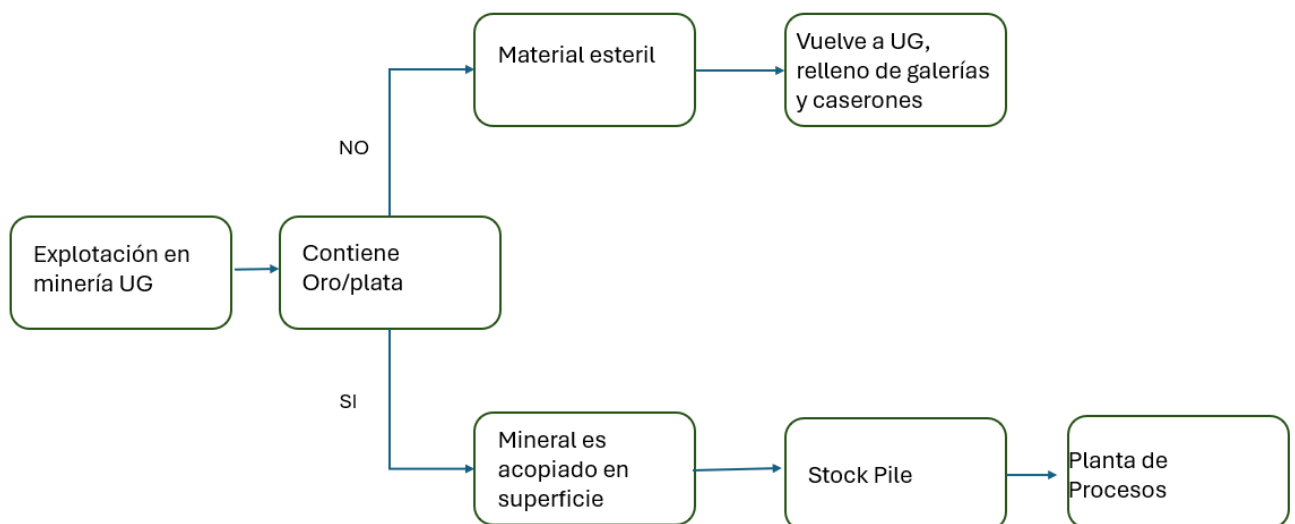 Material esteril
Vuelve a UG,
relleno de galerías
y caserones
NO
Explotación en
minería UG
Contiene
Oro/plata
SI
Mineral es
acopiado en
superficie
Stock Pile
Planta de
Procesos